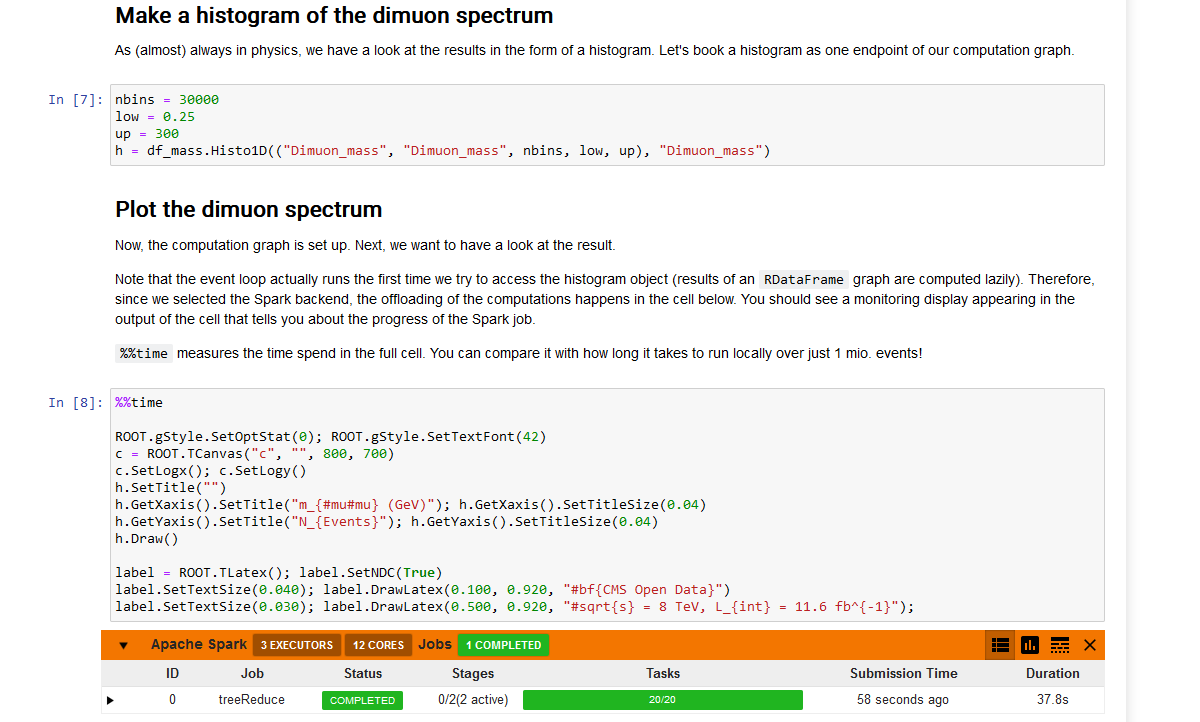 Make a histogram of the dimuon spectrum
As (almost) always in physics, we have a look at the results in the form of a histogram. Let's book a histogram as one endpoint of our computation graph.
In [7]: nbins = 30000
low = 0.25
up = 300
h = df_mass.Histo1D(("Dimuon_mass", "Dimuon_mass", nbins, low, up), "Dimuon_mass")
Plot the dimuon spectrum
Now, the computation graph is set up. Next, we want to have a look at the result.
Note that the event loop actually runs the first time we try to access the histogram object (results of an RDataFrame graph are computed lazily). Therefore,
since we selected the Spark backend, the offloading of the computations happens in the cell below. You should see a monitoring display appearing in the
output of the cell that tells you about the progress of the Spark job.
%%time measures the time spend in the full cell. You can compare it with how long it takes to run locally over just 1 mio. events!
In [8]: %%time
ROOT.gStyle.SetOptStat(0); ROOT.gStyle.SetTextFont(42)
c = ROOT.TCanvas("c", "", 800, 700)
c.SetLogx(); c.SetLogy()
h.SetTitle("")
h.GetXaxis().SetTitle("m_{#mu#mu} (GeV)"); h.GetXaxis().SetTitleSize(0.04)
h.GetYaxis().SetTitle("N_{Events}"); h.GetYaxis().SetTitleSize(0.04)
h.Draw()
label = ROOT.TLatex(); label.SetNDC(True)
label.SetTextSize(0.040); label.DrawLatex(0.100, 0.920, "#bf{CMS Open Data}")
label.SetTextSize(0.030); label.DrawLatex(0.500, 0.920, "#sqrt{s} = 8 TeV, L_{int} = 11.6 fb^{-1}");
Apache Spark 3 EXECUTORS 12 CORES Jobs 1 COMPLETED
ID Job Status Stages Tasks Submission Time Duration
0 treeReduce COMPLETED 0/2(2 active) 20/20 58 seconds ago 37.8s